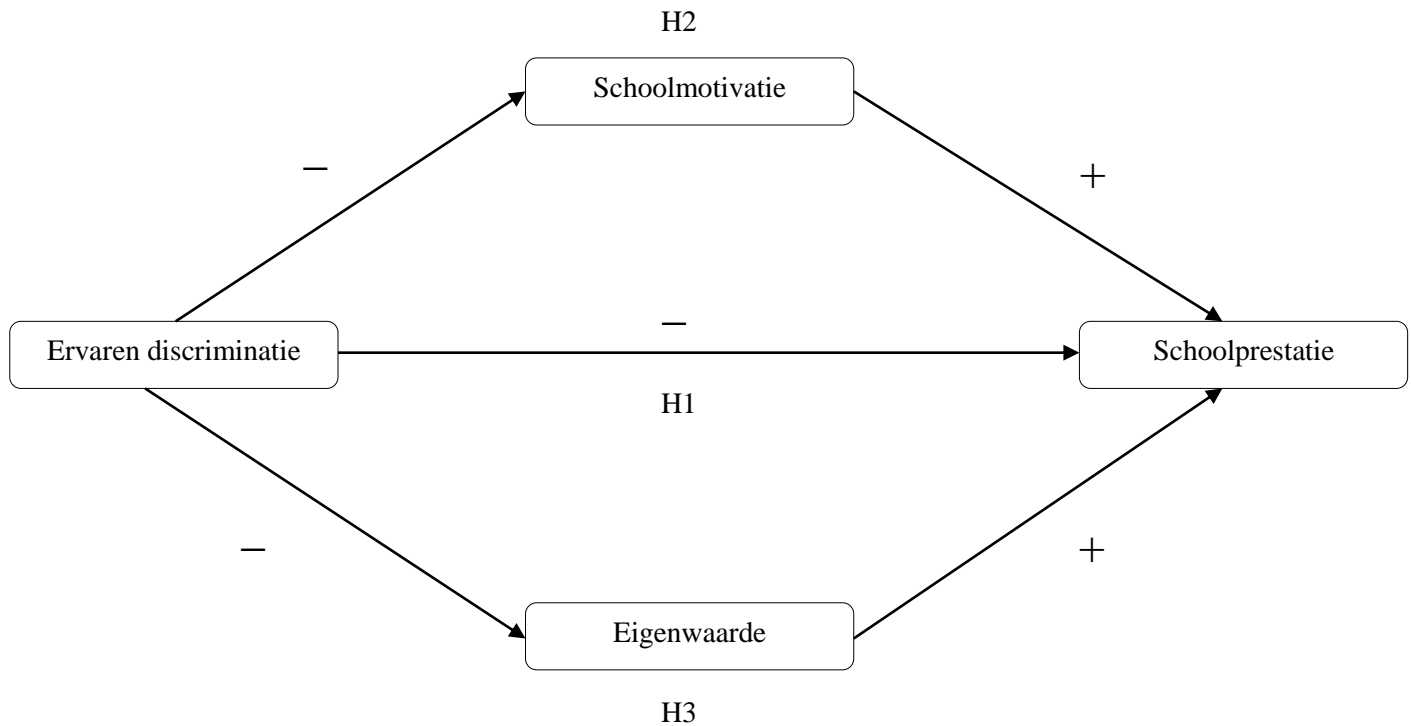 H2
Schoolmotivatie
–
+
Ervaren discriminatie
–
Schoolprestatie
H1
–
+
Eigenwaarde
H3